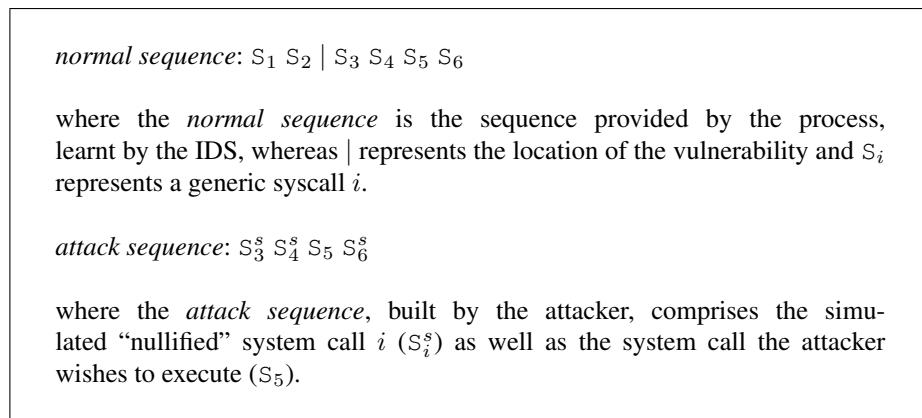 normal sequence: S₁ S₂ | S₃ S₄ S₅ S₆
where the normal sequence is the sequence provided by the process,
learnt by the IDS, whereas | represents the location of the vulnerability and Sᵢ
represents a generic syscall i.
attack sequence: S₃ˢ S₄ˢ S₅ S₆ˢ
where the attack sequence, built by the attacker, comprises the simu-
lated “nullified” system call i (Sᵢˢ) as well as the system call the attacker
wishes to execute (S₅).